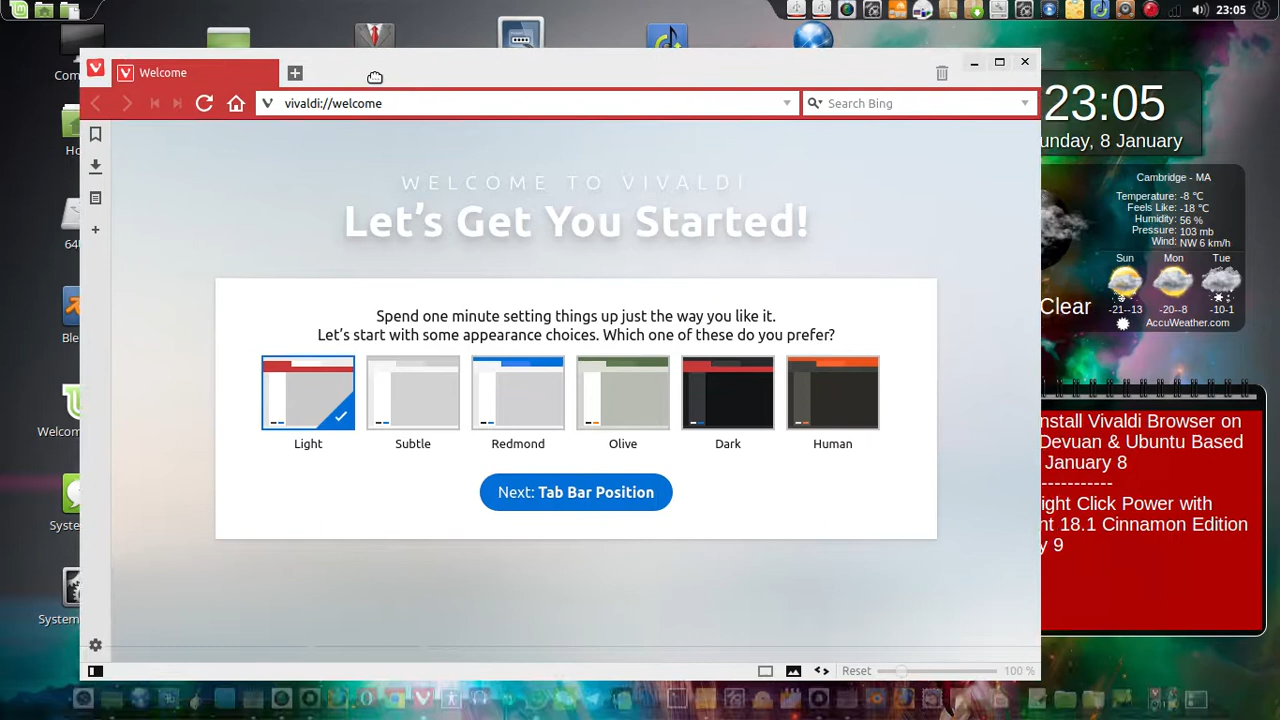 23:05
Welcome
vivaldi://welcome
Search Bing
WELCOME TO VIVALDI
Let's Get You Started!
Spend one minute setting things up just the way you like it.
Let's start with some appearance choices. Which one of these do you prefer?
Light
Subtle
Redmond
Olive
Dark
Human
Next: Tab Bar Position
Reset
100 %
Com
Ho
64
Ble
Welcom
Syste
System
23:05
unday, 8 January
Cambridge - MA
Temperature: -8 °C
Feels Like: -18 °C
Humidity: 56 %
Pressure: 103 mb
Wind: NW 6 km/h
Sun Mon Tue
Clear
-21--13 -20--8 -10-1
AccuWeather.com
nstall Vivaldi Browser on
Devuan & Ubuntu Based
January 8
------------
ight Click Power with
nt 18.1 Cinnamon Edition
y 9